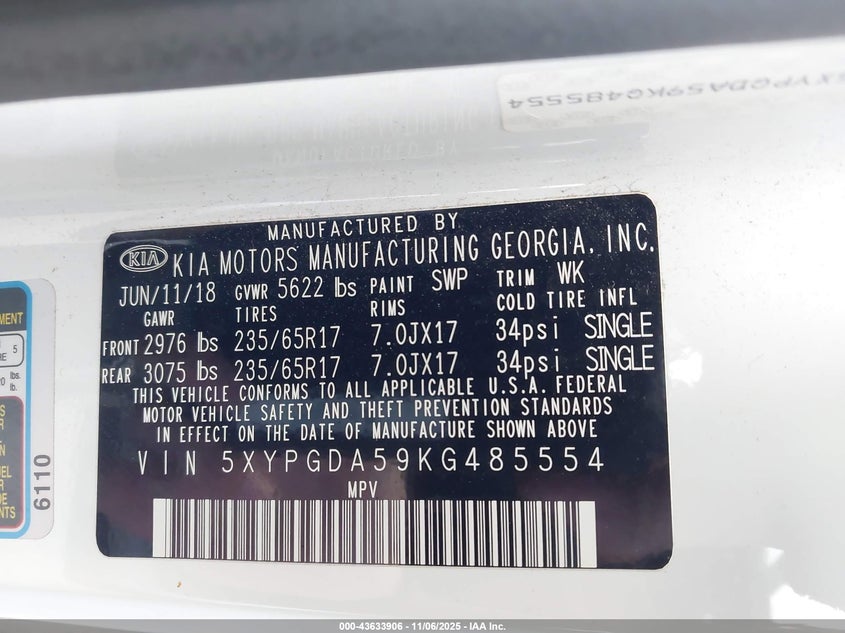 5XYPGDA59KG485554
MANUFACTURED BY
KIA KIA MOTORS MANUFACTURING GEORGIA, INC.
JUN/11/18 GVWR 5622 lbs PAINT SWP TRIM WK
GAWR TIRES RIMS COLD TIRE INFL
FRONT 2976 lbs 235/65R17 7.0JX17 34psi SINGLE
REAR 3075 lbs 235/65R17 7.0JX17 34psi SINGLE
THIS VEHICLE CONFORMS TO ALL APPLICABLE U.S.A. FEDERAL
MOTOR VEHICLE SAFETY AND THEFT PREVENTION STANDARDS
IN EFFECT ON THE DATE OF MANUFACTURE SHOWN ABOVE
VIN 5XYPGDA59KG485554
MPV
5
lbs.
lb.
6110
000-43633906 - 11/06/2025 - IAA Inc.